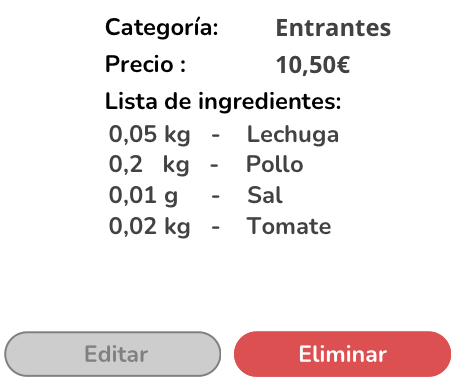 Categoría: Entrantes
Precio : 10,50€
Lista de ingredientes:
0,05 kg - Lechuga
0,2 kg - Pollo
0,01 g - Sal
0,02 kg - Tomate
Editar Eliminar